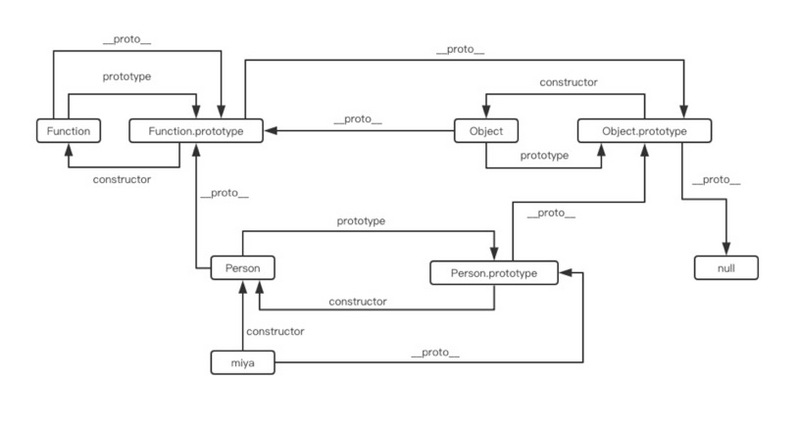 __proto__
__proto__
prototype
constructor
Function
Function.prototype
__proto__
Object
Object.prototype
prototype
constructor
__proto__
__proto__
__proto__
prototype
Person
Person.prototype
null
constructor
constructor
__proto__
miya